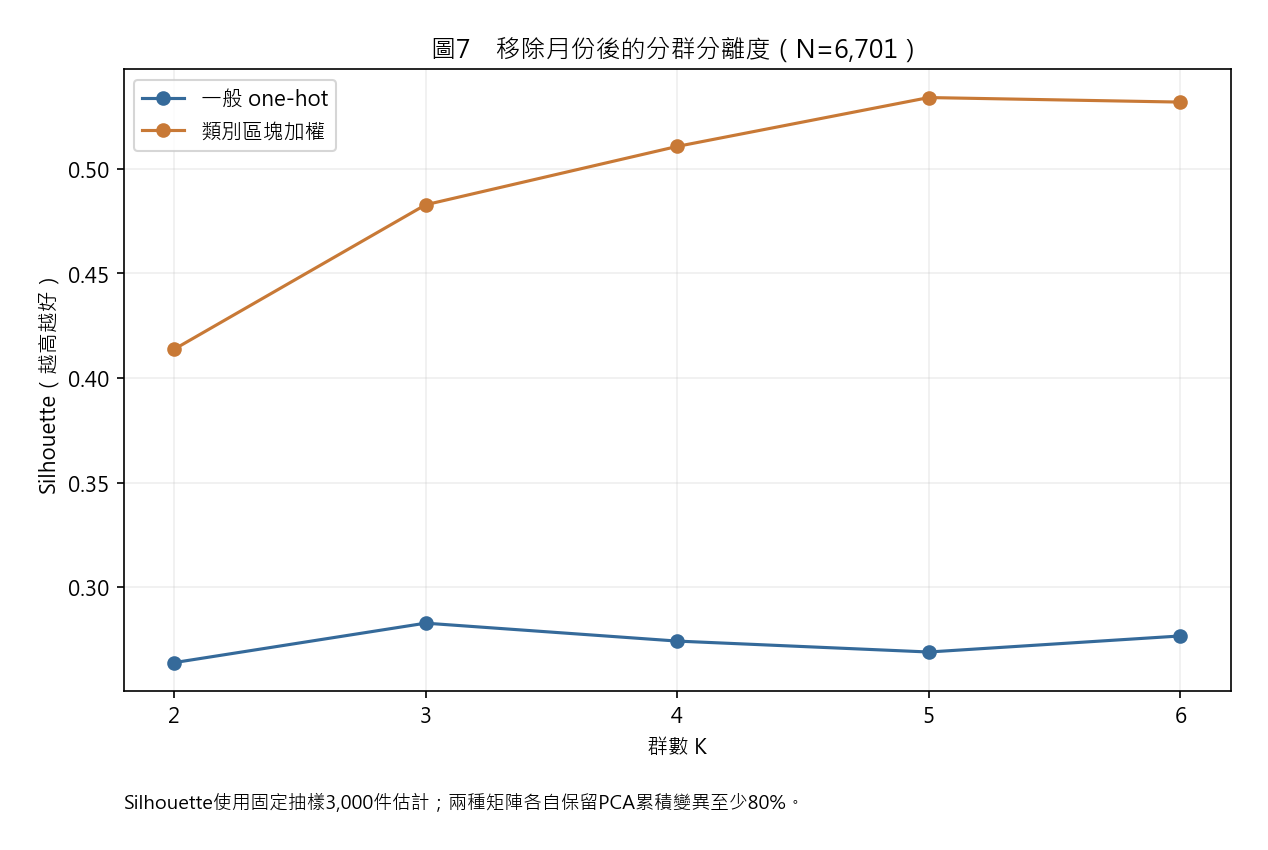 圖7　移除月份後的分群分離度（N=6,701）
一般 one-hot
類別區塊加權
Silhouette（越高越好）
0.50
0.45
0.40
0.35
0.30
2 3 4 5 6
群數 K
Silhouette使用固定抽樣3,000件估計；兩種矩陣各自保留PCA累積變異至少80%。